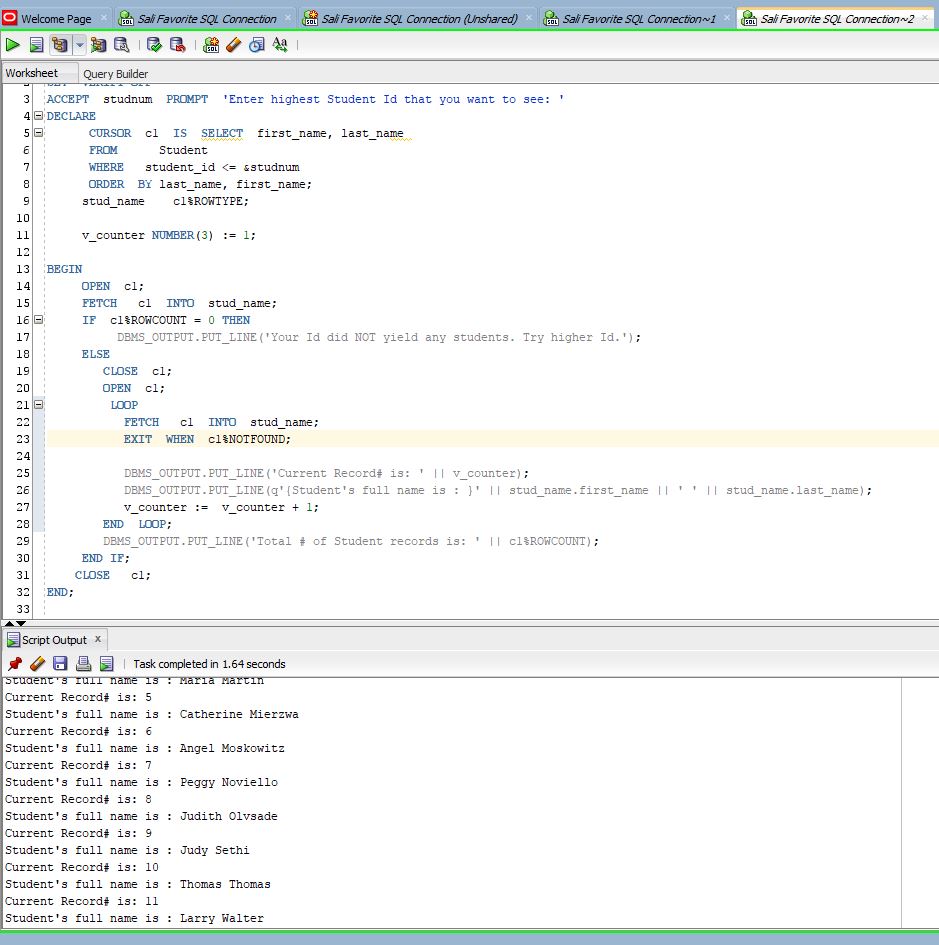 Welcome Page × Sali Favorite SQL Connection × Sali Favorite SQL Connection (Unshared) × Sali Favorite SQL Connection~1 × Sali Favorite SQL Connection~2 ×
Worksheet Query Builder
2 SET VERIFY OFF
3 ACCEPT studnum PROMPT 'Enter highest Student Id that you want to see: '
4 DECLARE
5 CURSOR c1 IS SELECT first_name, last_name
6 FROM Student
7 WHERE student_id <= &studnum
8 ORDER BY last_name, first_name;
9 stud_name c1%ROWTYPE;
10
11 v_counter NUMBER(3) := 1;
12
13 BEGIN
14 OPEN c1;
15 FETCH c1 INTO stud_name;
16 IF c1%ROWCOUNT = 0 THEN
17 DBMS_OUTPUT.PUT_LINE('Your Id did NOT yield any students. Try higher Id.');
18 ELSE
19 CLOSE c1;
20 OPEN c1;
21 LOOP
22 FETCH c1 INTO stud_name;
23 EXIT WHEN c1%NOTFOUND;
24
25 DBMS_OUTPUT.PUT_LINE('Current Record# is: ' || v_counter);
26 DBMS_OUTPUT.PUT_LINE(q'{Student's full name is : }' || stud_name.first_name || ' ' || stud_name.last_name);
27 v_counter := v_counter + 1;
28 END LOOP;
29 DBMS_OUTPUT.PUT_LINE('Total # of Student records is: ' || c1%ROWCOUNT);
30 END IF;
31 CLOSE c1;
32 END;
33
Script Output ×
Task completed in 1.64 seconds
Student's full name is : Maria Martin
Current Record# is: 5
Student's full name is : Catherine Mierzwa
Current Record# is: 6
Student's full name is : Angel Moskowitz
Current Record# is: 7
Student's full name is : Peggy Noviello
Current Record# is: 8
Student's full name is : Judith Olvsade
Current Record# is: 9
Student's full name is : Judy Sethi
Current Record# is: 10
Student's full name is : Thomas Thomas
Current Record# is: 11
Student's full name is : Larry Walter